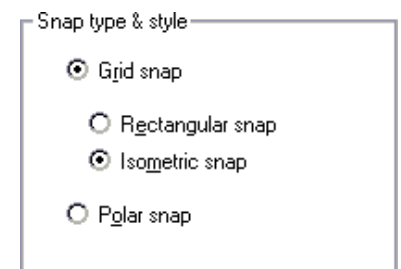 Snap type & style
Grid snap
Rectangular snap
Isometric snap
Polar snap